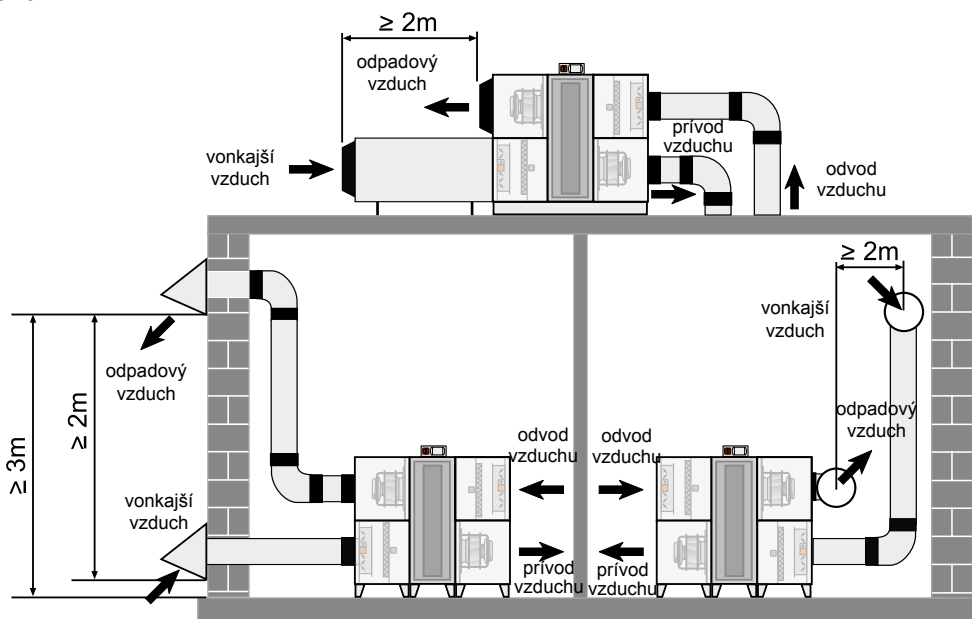 ≥ 2m
odpadový
vzduch
vonkajší
vzduch
prívod
vzduchu
odvod
vzduchu
≥ 2m
vonkajší
vzduch
odpadový
vzduch
≥ 3m
≥ 2m
vonkajší
vzduch
odvod
vzduchu
odvod
vzduchu
odpadový
vzduch
prívod
vzduchu
prívod
vzduchu